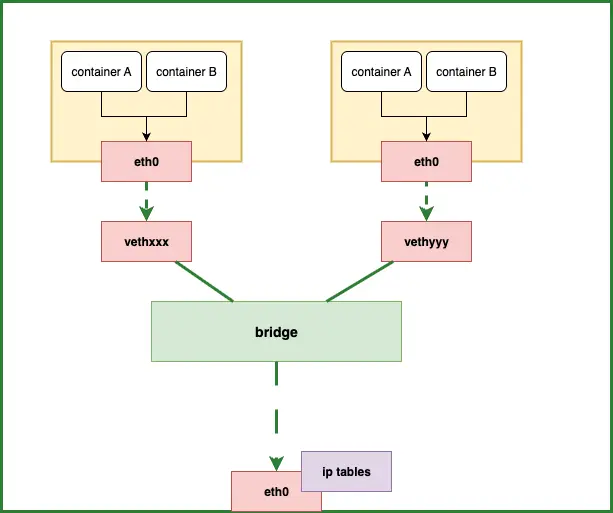 container A
container B
container A
container B
eth0
eth0
vethxxx
vethyyy
bridge
ip tables
eth0